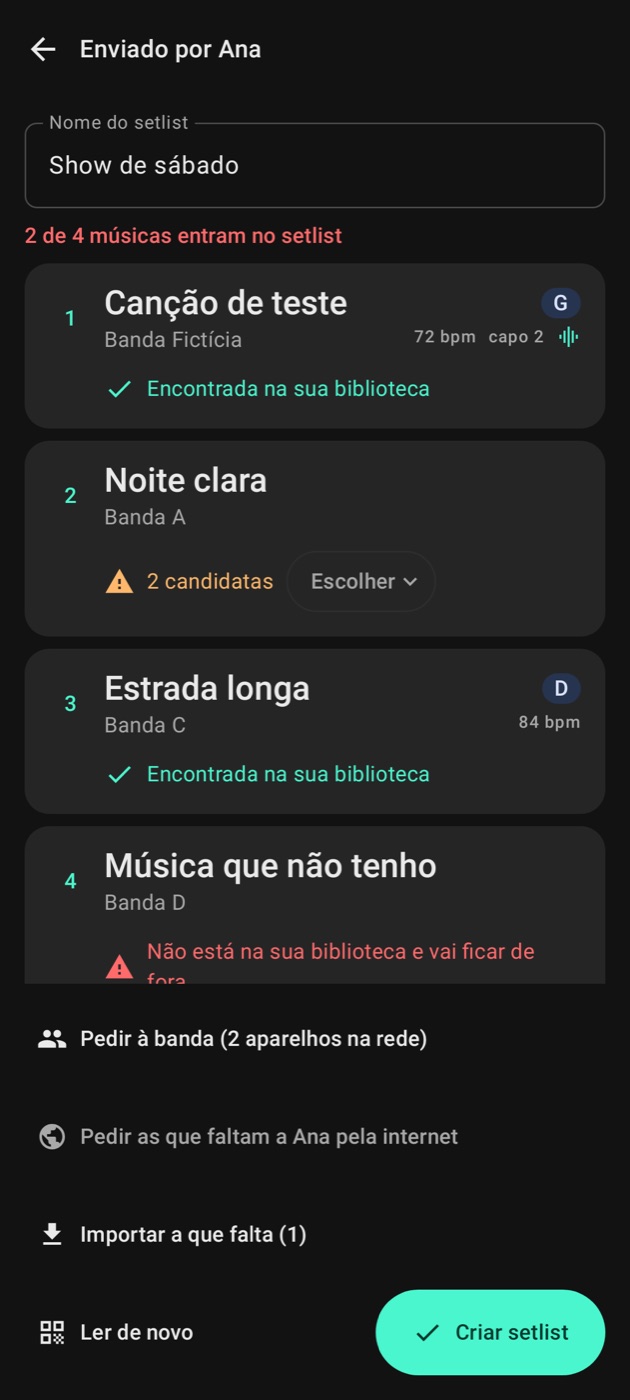 Enviado por Ana
Nome do setlist
Show de sábado
2 de 4 músicas entram no setlist
1
Canção de teste
G
Banda Fictícia
72 bpm capo 2
Encontrada na sua biblioteca
2
Noite clara
Banda A
2 candidatas
Escolher
3
Estrada longa
D
Banda C
84 bpm
Encontrada na sua biblioteca
4
Música que não tenho
Banda D
Não está na sua biblioteca e vai ficar de
fora
Pedir à banda (2 aparelhos na rede)
Pedir as que faltam a Ana pela internet
Importar a que falta (1)
Ler de novo
Criar setlist